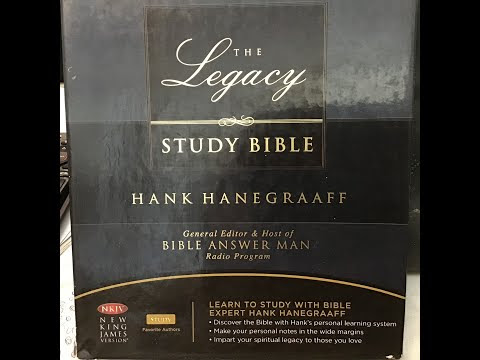 THE
Legacy
STUDY BIBLE
HANK HANEGRAAFF
General Editor & Host of
BIBLE ANSWER MAN
Radio Program
NKJV
NEW
KING
JAMES
VERSION®
STUDY
Favorite Authors
LEARN TO STUDY WITH BIBLE
EXPERT HANK HANEGRAAFF
• Discover the Bible with Hank's personal learning system
• Make your personal notes in the wide margins
• Impart your spiritual legacy to those you love